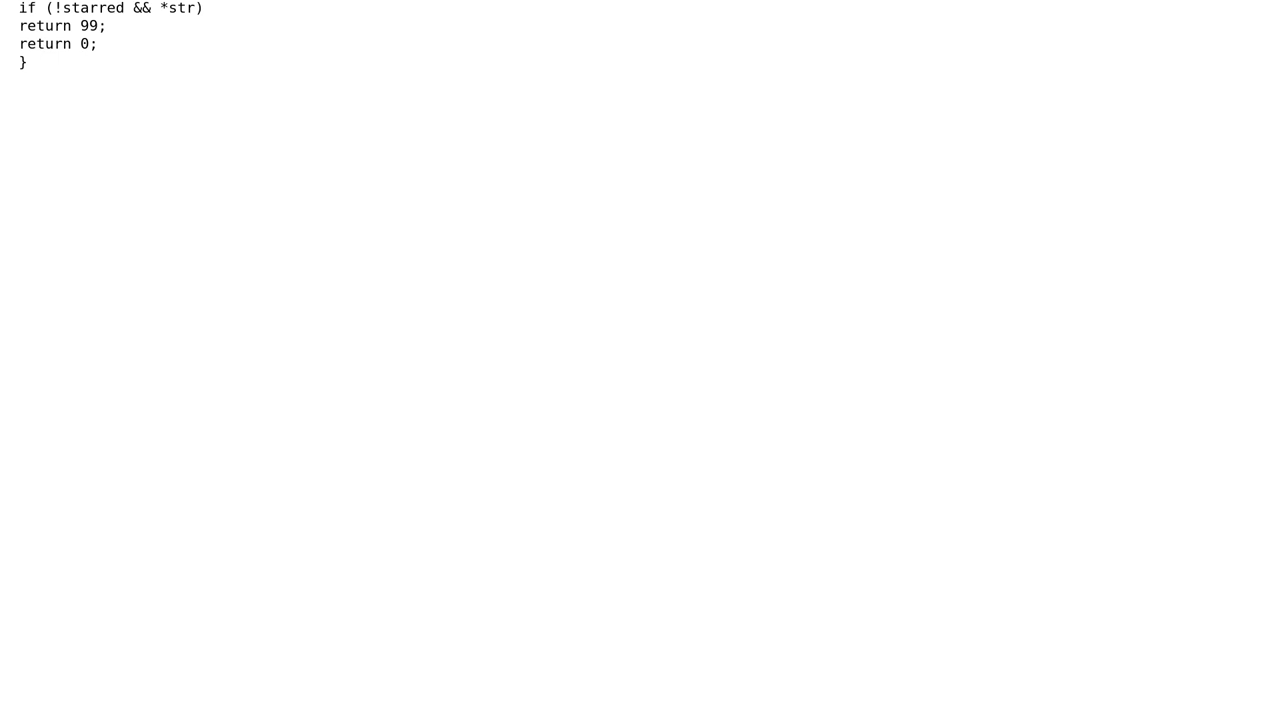 if (!starred && *str)
return 99;
return 0;
}